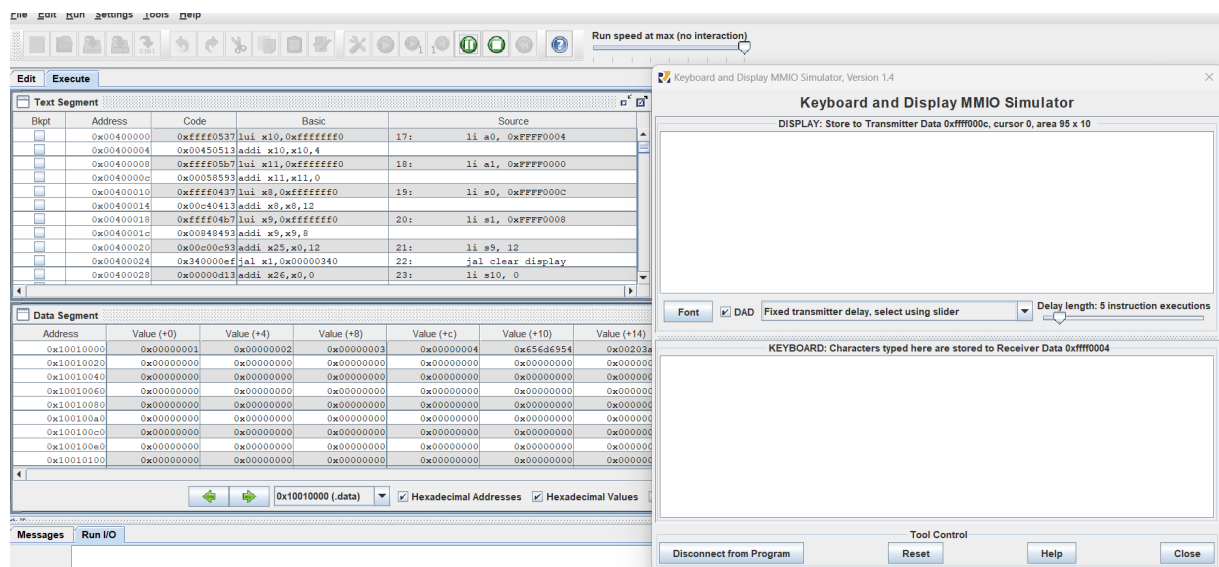 File Edit Run Settings Tools Help
Run speed at max (no interaction)
Edit Execute
Text Segment
Bkpt Address Code Basic Source
0x00400000 0xffff0537 lui x10,0xfffffff0 17: li a0, 0xFFFF0004
0x00400004 0x00450513 addi x10,x10,4
0x00400008 0xffff05b7 lui x11,0xfffffff0 18: li a1, 0xFFFF0000
0x0040000c 0x00058593 addi x11,x11,0
0x00400010 0xffff0437 lui x8,0xfffffff0 19: li s0, 0xFFFF000C
0x00400014 0x00c40413 addi x8,x8,12
0x00400018 0xffff04b7 lui x9,0xfffffff0 20: li s1, 0xFFFF0008
0x0040001c 0x00848493 addi x9,x9,8
0x00400020 0x00c00c93 addi x25,x0,12 21: li s9, 12
0x00400024 0x340000ef jal x1,0x00000340 22: jal clear display
0x00400028 0x00000d13 addi x26,x0,0 23: li s10, 0
Data Segment
Address Value (+0) Value (+4) Value (+8) Value (+c) Value (+10) Value (+14)
0x10010000 0x00000001 0x00000002 0x00000003 0x00000004 0x656d6954 0x00203a
0x10010020 0x00000000 0x00000000 0x00000000 0x00000000 0x00000000 0x000000
0x10010040 0x00000000 0x00000000 0x00000000 0x00000000 0x00000000 0x000000
0x10010060 0x00000000 0x00000000 0x00000000 0x00000000 0x00000000 0x000000
0x10010080 0x00000000 0x00000000 0x00000000 0x00000000 0x00000000 0x000000
0x100100a0 0x00000000 0x00000000 0x00000000 0x00000000 0x00000000 0x000000
0x100100c0 0x00000000 0x00000000 0x00000000 0x00000000 0x00000000 0x000000
0x100100e0 0x00000000 0x00000000 0x00000000 0x00000000 0x00000000 0x000000
0x10010100 0x00000000 0x00000000 0x00000000 0x00000000 0x00000000 0x000000
0x10010000 (.data) Hexadecimal Addresses Hexadecimal Values
Messages Run I/O
Keyboard and Display MMIO Simulator, Version 1.4
Keyboard and Display MMIO Simulator
DISPLAY: Store to Transmitter Data 0xffff000c, cursor 0, area 95 x 10
Font DAD Fixed transmitter delay, select using slider Delay length: 5 instruction executions
KEYBOARD: Characters typed here are stored to Receiver Data 0xffff0004
Tool Control
Disconnect from Program Reset Help Close